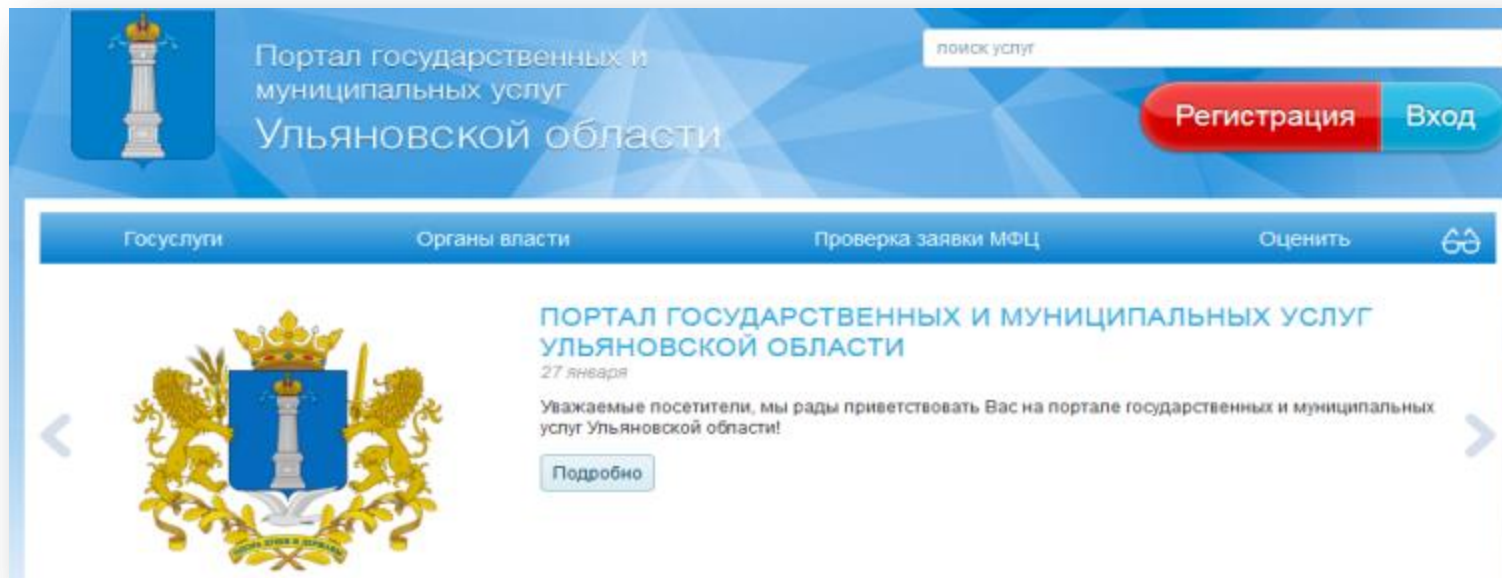 Портал государственных и
муниципальных услуг
Ульяновской области
поиск услуг
Регистрация Вход
Госуслуги Органы власти Проверка заявки МФЦ Оценить
ПОРТАЛ ГОСУДАРСТВЕННЫХ И МУНИЦИПАЛЬНЫХ УСЛУГ
УЛЬЯНОВСКОЙ ОБЛАСТИ
27 января
Уважаемые посетители, мы рады приветствовать Вас на портале государственных и муниципальных
услуг Ульяновской области!
Подробно